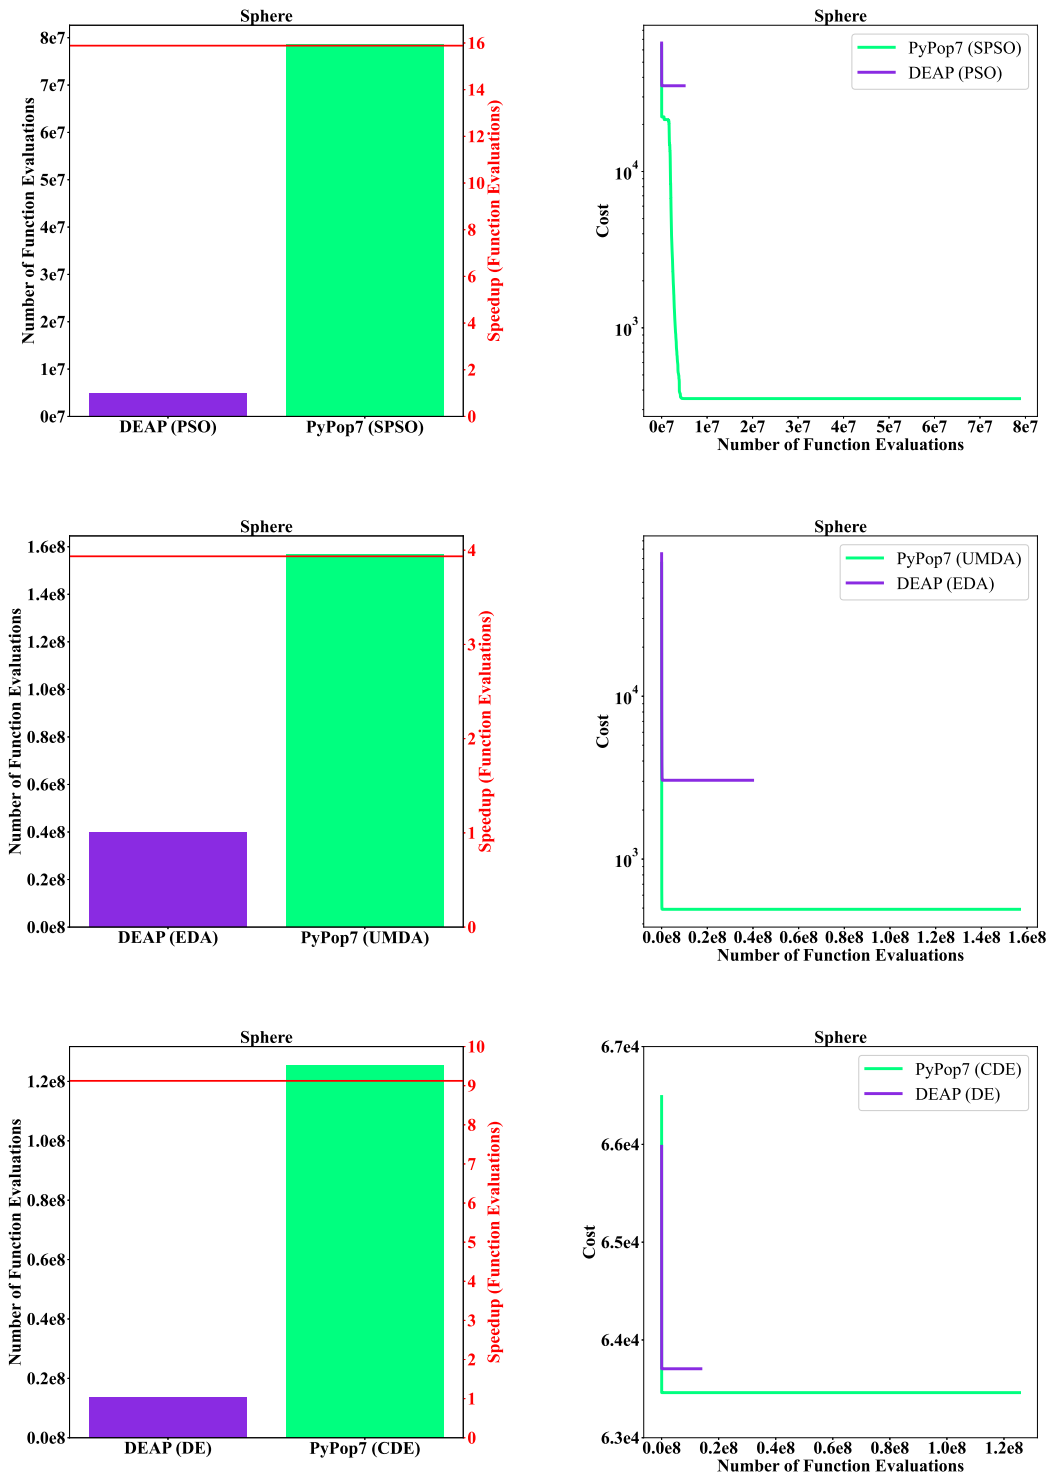 Sphere
8e7
7e7
6e7
5e7
4e7
3e7
2e7
1e7
0e7
Number of Function Evaluations
16
14
12
10
8
6
4
2
0
Speedup (Function Evaluations)
DEAP (PSO)
PyPop7 (SPSO)
Sphere
PyPop7 (SPSO)
DEAP (PSO)
10^4
10^3
Cost
0e7 1e7 2e7 3e7 4e7 5e7 6e7 7e7 8e7
Number of Function Evaluations
Sphere
1.6e8
1.4e8
1.2e8
1.0e8
0.8e8
0.6e8
0.4e8
0.2e8
0.0e8
Number of Function Evaluations
4
3
2
1
0
Speedup (Function Evaluations)
DEAP (EDA)
PyPop7 (UMDA)
Sphere
PyPop7 (UMDA)
DEAP (EDA)
10^4
10^3
Cost
0.0e8 0.2e8 0.4e8 0.6e8 0.8e8 1.0e8 1.2e8 1.4e8 1.6e8
Number of Function Evaluations
Sphere
1.2e8
1.0e8
0.8e8
0.6e8
0.4e8
0.2e8
0.0e8
Number of Function Evaluations
10
9
8
7
6
5
4
3
2
1
0
Speedup (Function Evaluations)
DEAP (DE)
PyPop7 (CDE)
Sphere
PyPop7 (CDE)
DEAP (DE)
6.7e4
6.6e4
6.5e4
6.4e4
6.3e4
Cost
0.0e8 0.2e8 0.4e8 0.6e8 0.8e8 1.0e8 1.2e8
Number of Function Evaluations